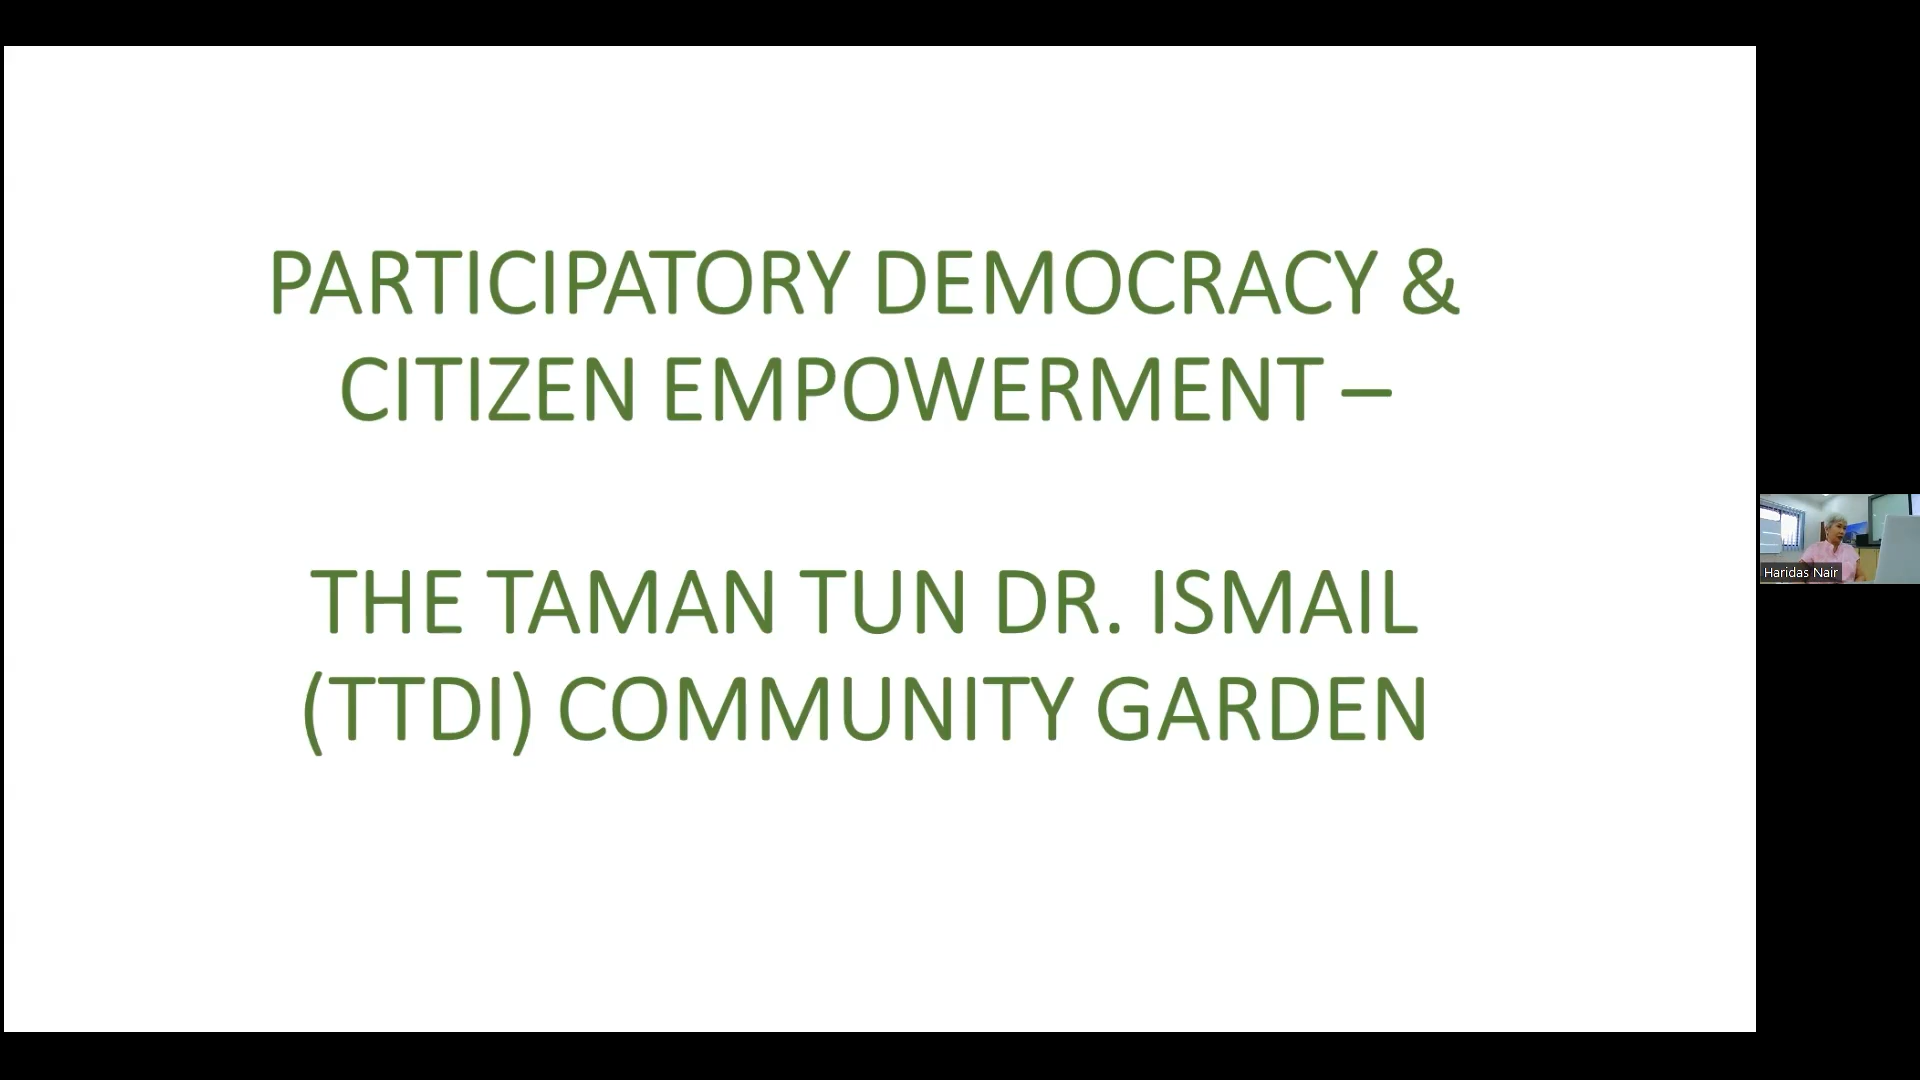 PARTICIPATORY DEMOCRACY &
CITIZEN EMPOWERMENT –
THE TAMAN TUN DR. ISMAIL
(TTDI) COMMUNITY GARDEN
Haridas Nair